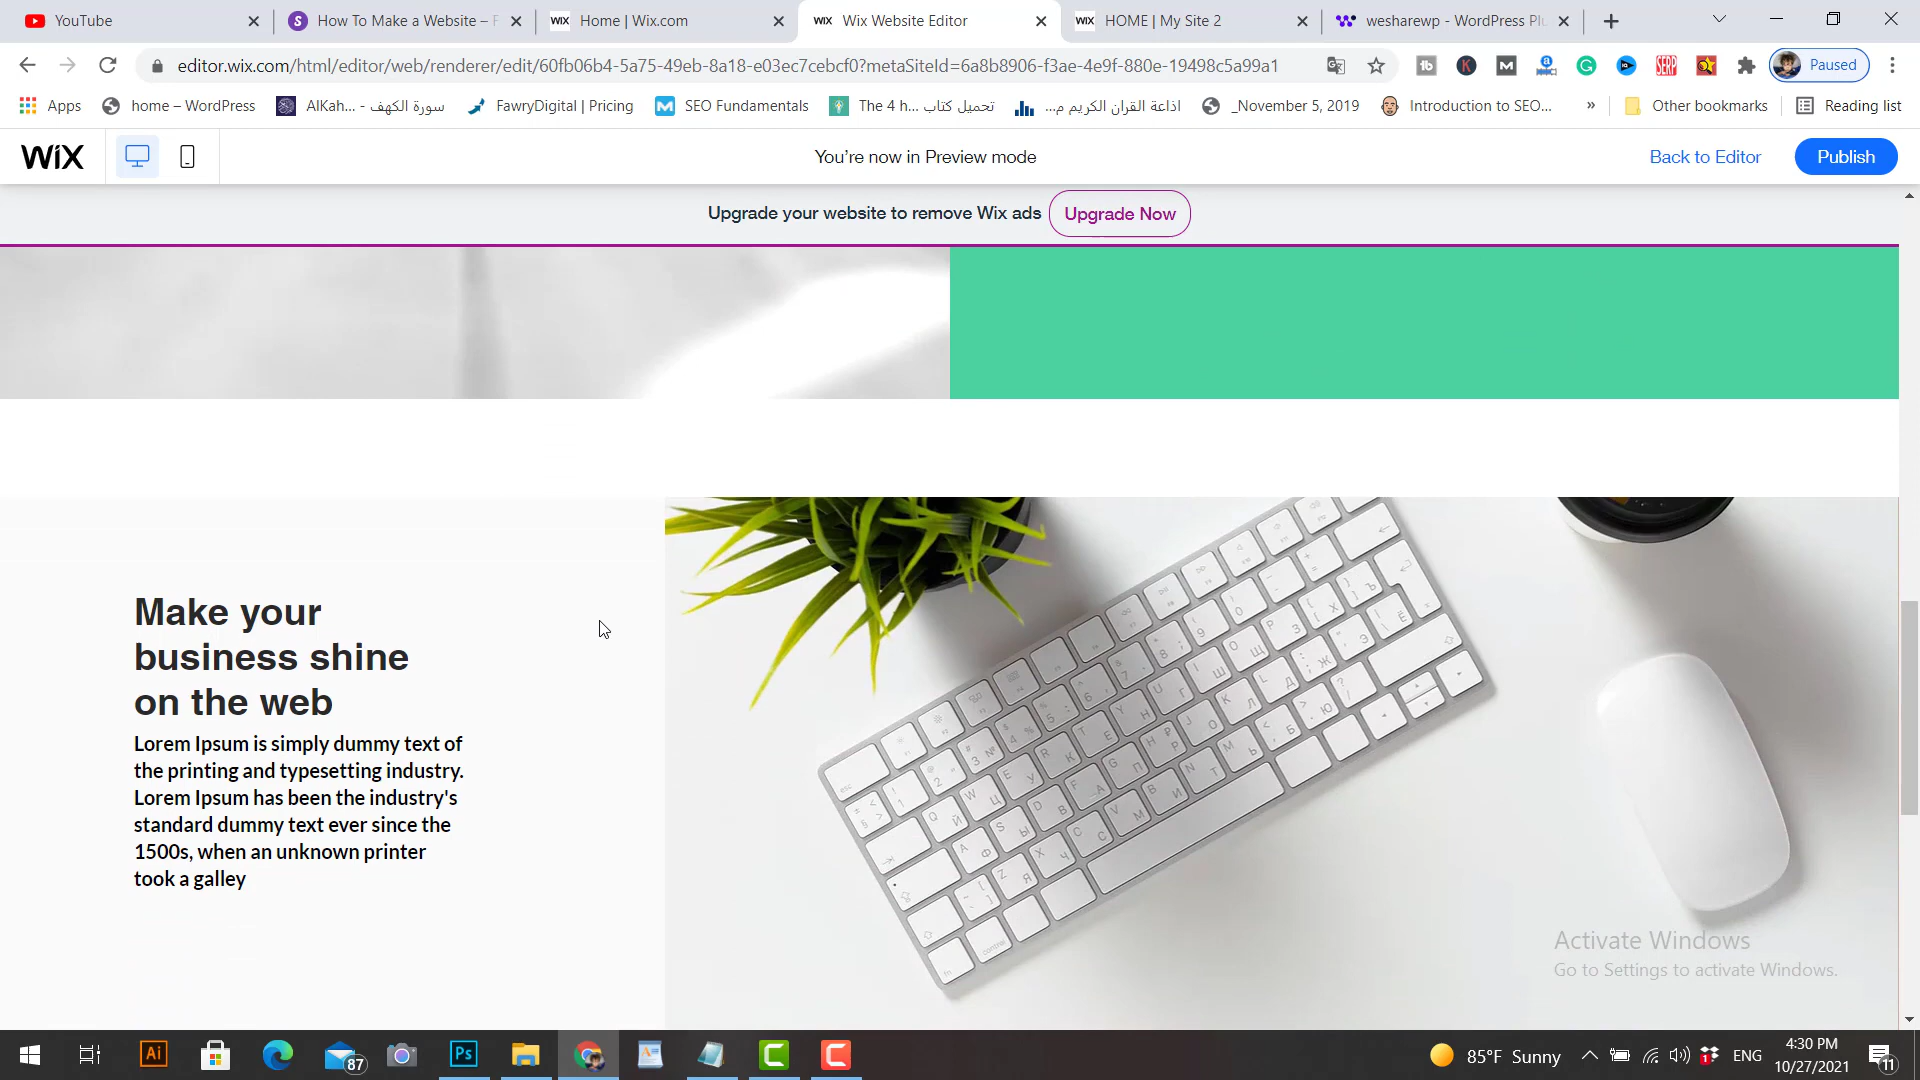 YouTube
How To Make a Website – F
WIX Home | Wix.com
WIX Wix Website Editor
WIX HOME | My Site 2
wesharewp - WordPress Plu
editor.wix.com/html/editor/web/renderer/edit/60fb06b4-5a75-49eb-8a18-e03ec7cebcf0?metaSiteId=6a8b8906-f3ae-4e9f-880e-19498c5a99a1
Paused
Apps
home – WordPress
AlKah... - سورة الكهف
FawryDigital | Pricing
SEO Fundamentals
The 4 h... تحميل كتاب
اذاعة القران الكريم م...
_November 5, 2019
Introduction to SEO...
»
Other bookmarks
Reading list
WIX
You're now in Preview mode
Back to Editor
Publish
Upgrade your website to remove Wix ads
Upgrade Now
Make your
business shine
on the web
Lorem Ipsum is simply dummy text of
the printing and typesetting industry.
Lorem Ipsum has been the industry's
standard dummy text ever since the
1500s, when an unknown printer
took a galley
Activate Windows
Go to Settings to activate Windows.
Ai
87
Ps
85°F Sunny
ENG
4:30 PM
10/27/2021
11